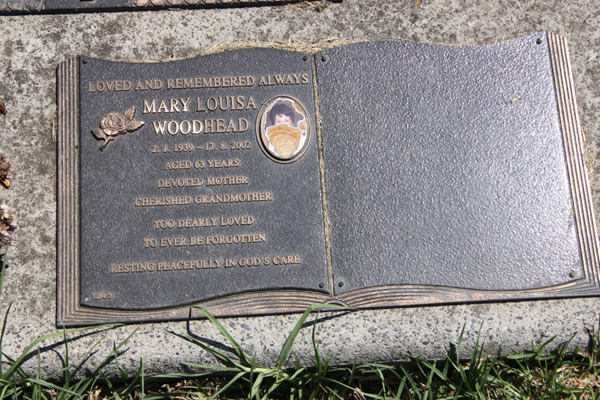 LOVED AND REMEMBERED ALWAYS
MARY LOUISA
WOODHEAD
2. 1. 1939 – 17. 8. 2002
AGED 63 YEARS
DEVOTED MOTHER
CHERISHED GRANDMOTHER
TOO DEARLY LOVED
TO EVER BE FORGOTTEN
RESTING PEACEFULLY IN GOD'S CARE